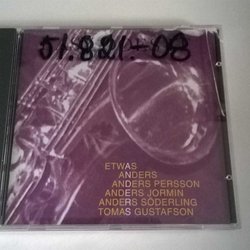 51.821.-08
ETWAS
ANDERS
ANDERS PERSSON
ANDERS JORMIN
ANDERS SÖDERLING
TOMAS GUSTAFSON